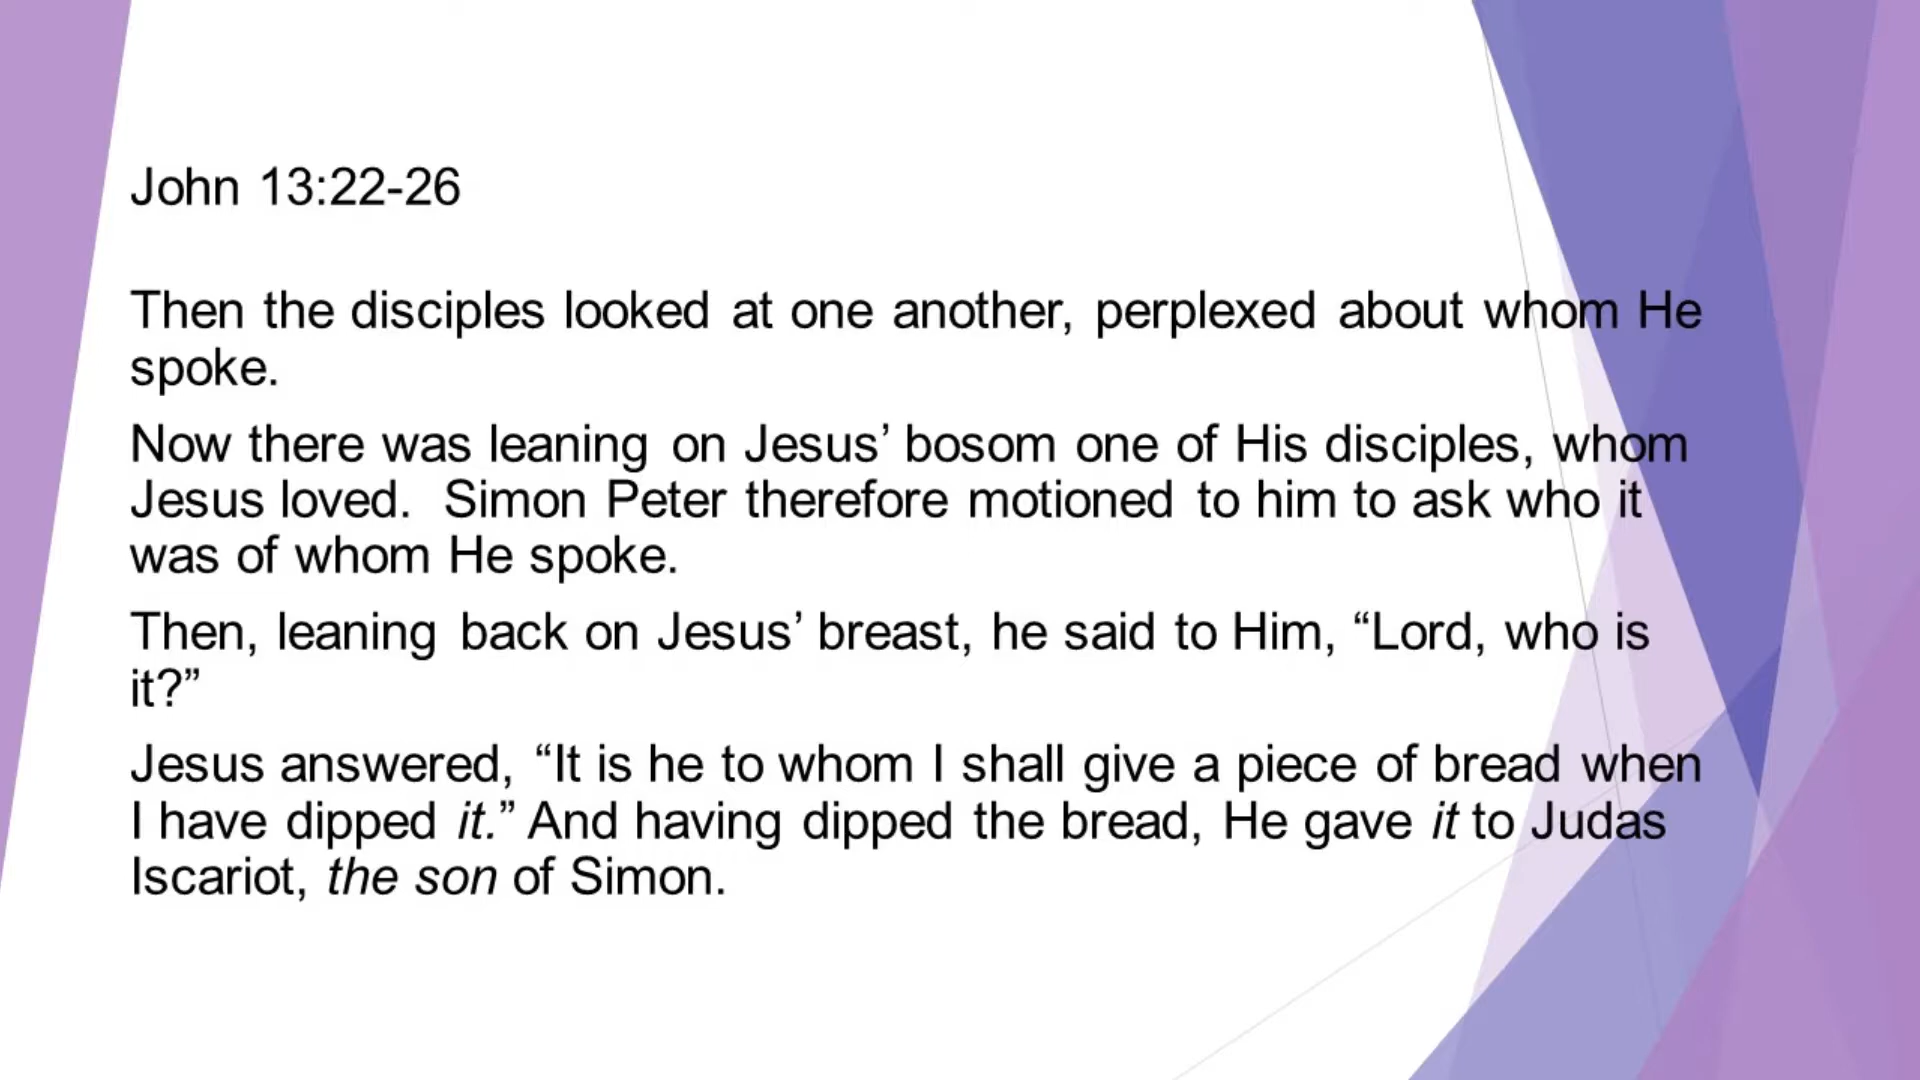 John 13:22-26
Then the disciples looked at one another, perplexed about whom He
spoke.
Now there was leaning on Jesus’ bosom one of His disciples, whom
Jesus loved.  Simon Peter therefore motioned to him to ask who it
was of whom He spoke.
Then, leaning back on Jesus’ breast, he said to Him, “Lord, who is
it?”
Jesus answered, “It is he to whom I shall give a piece of bread when
I have dipped it.” And having dipped the bread, He gave it to Judas
Iscariot, the son of Simon.